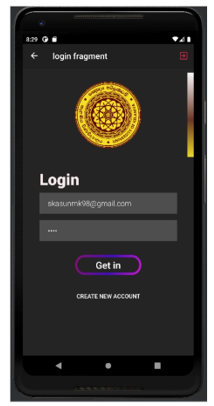 8:29
login fragment
Login
skasunmk98@gmail.com
••••
Get in
CREATE NEW ACCOUNT